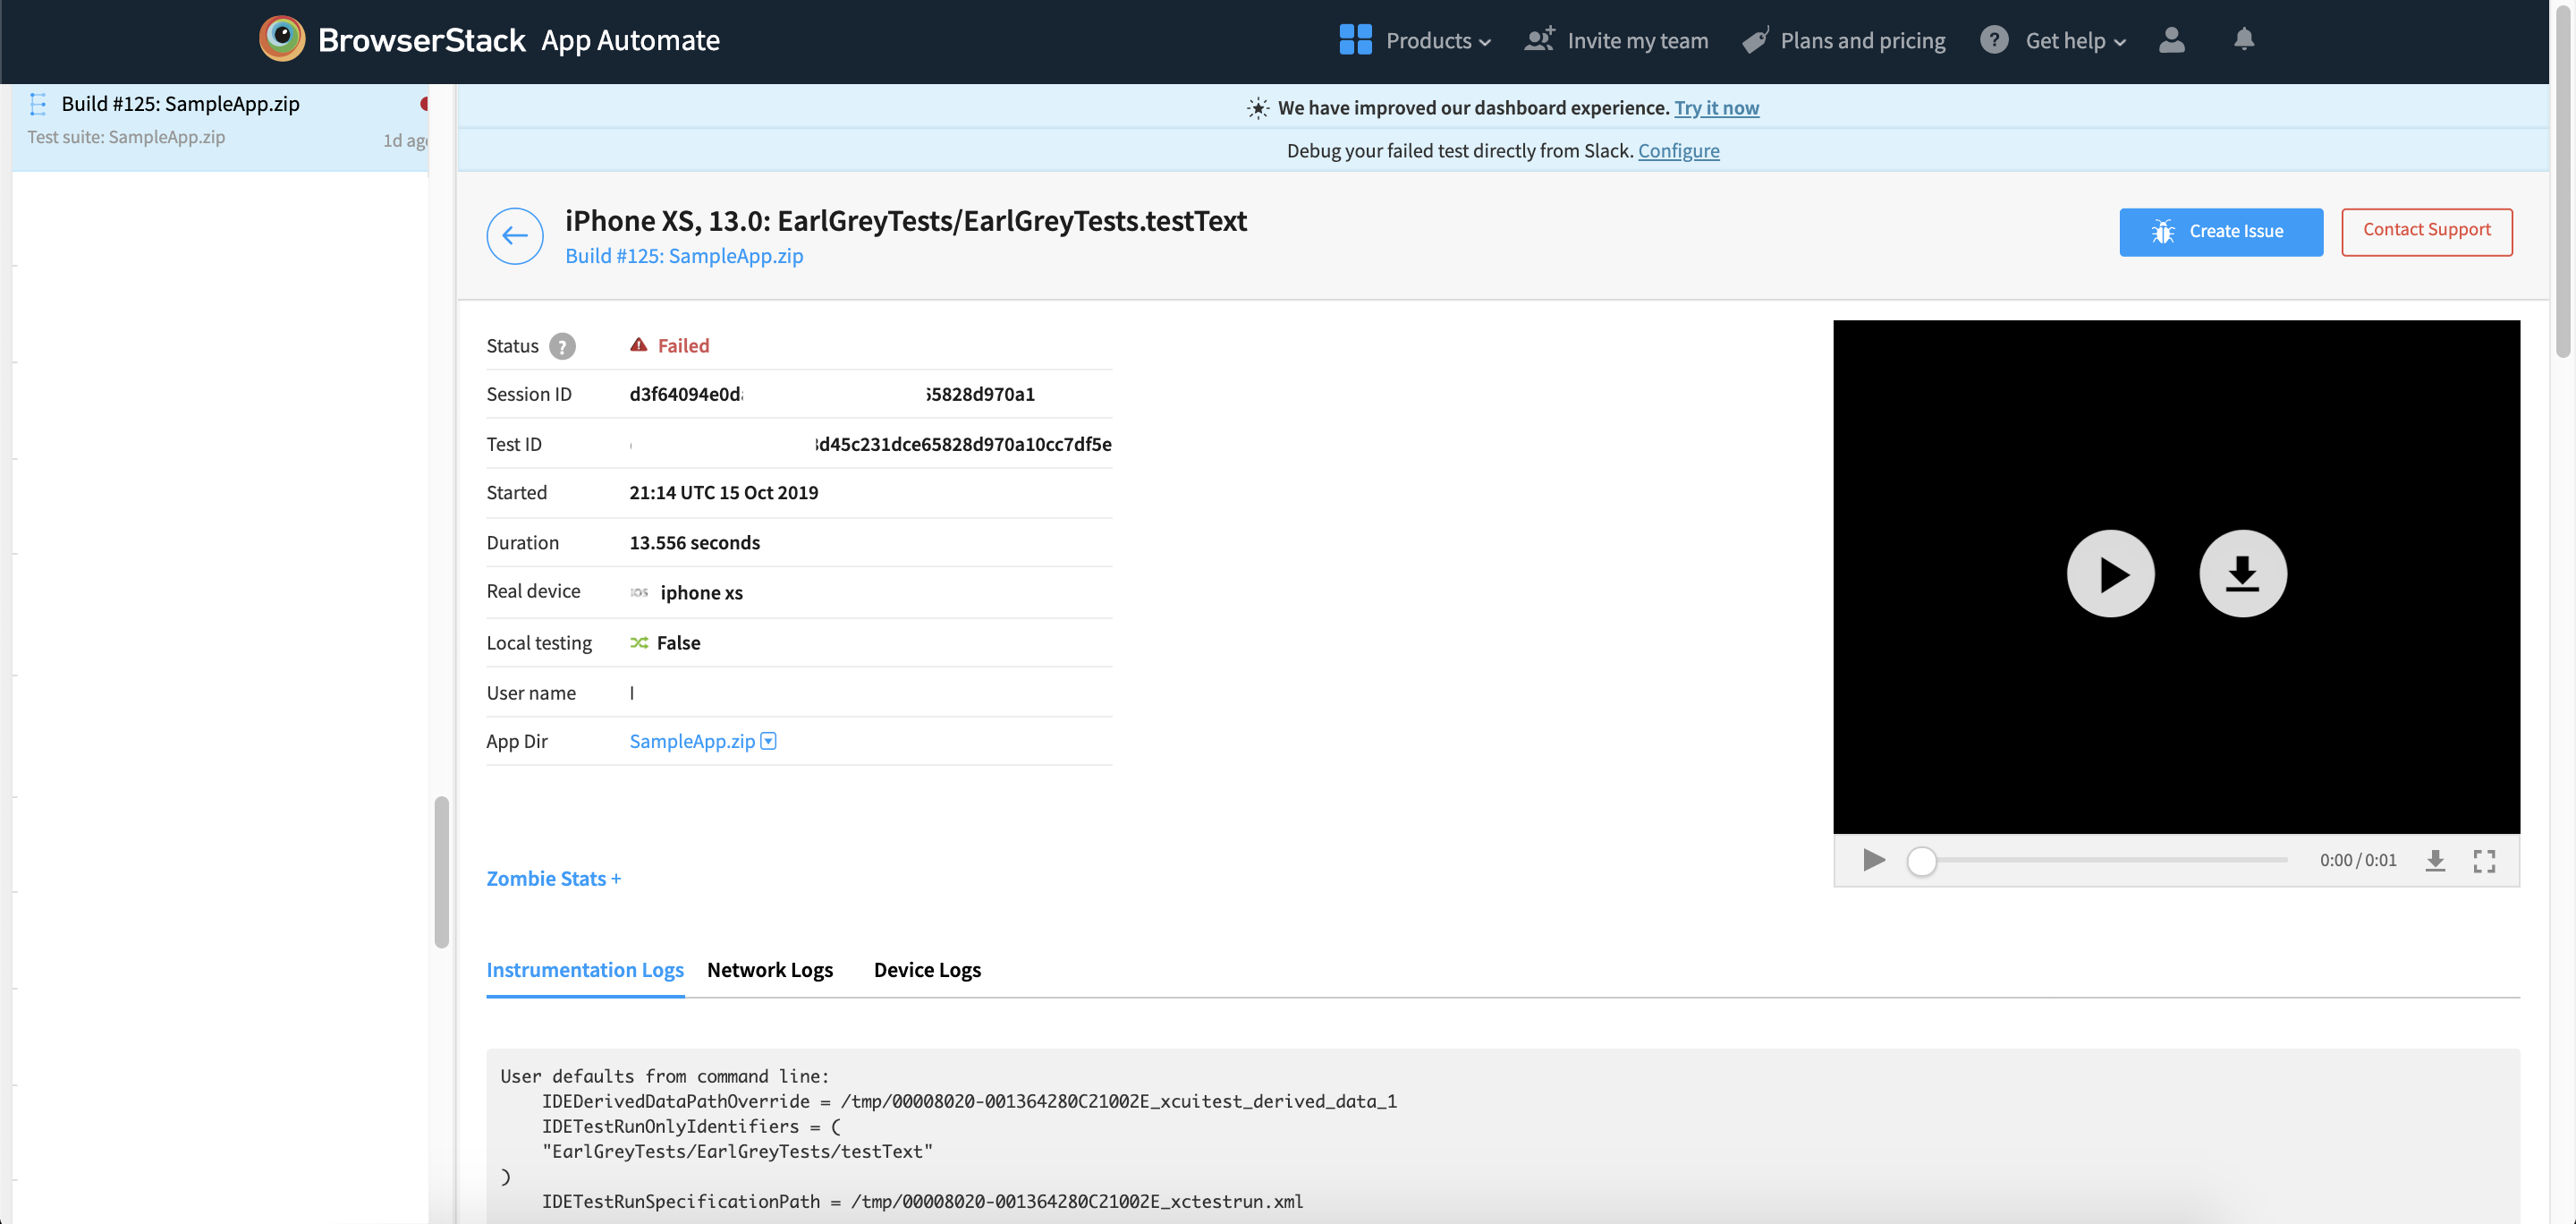 BrowserStack App Automate
Products
Invite my team
Plans and pricing
? Get help
Build #125: SampleApp.zip
Test suite: SampleApp.zip
1d ago
We have improved our dashboard experience. Try it now
Debug your failed test directly from Slack. Configure
iPhone XS, 13.0: EarlGreyTests/EarlGreyTests.testText
Build #125: SampleApp.zip
Create Issue
Contact Support
Status ? Failed
Session ID d3f64094e0d 5828d970a1
Test ID d45c231dce65828d970a10cc7df5e
Started 21:14 UTC 15 Oct 2019
Duration 13.556 seconds
Real device iOS iphone xs
Local testing False
User name
App Dir SampleApp.zip
0:00 / 0:01
Zombie Stats +
Instrumentation Logs Network Logs Device Logs
User defaults from command line:
IDEDerivedDataPathOverride = /tmp/00008020-001364280C21002E_xcuitest_derived_data_1
IDETestRunOnlyIdentifiers = (
"EarlGreyTests/EarlGreyTests/testText"
)
IDETestRunSpecificationPath = /tmp/00008020-001364280C21002E_xctestrun.xml